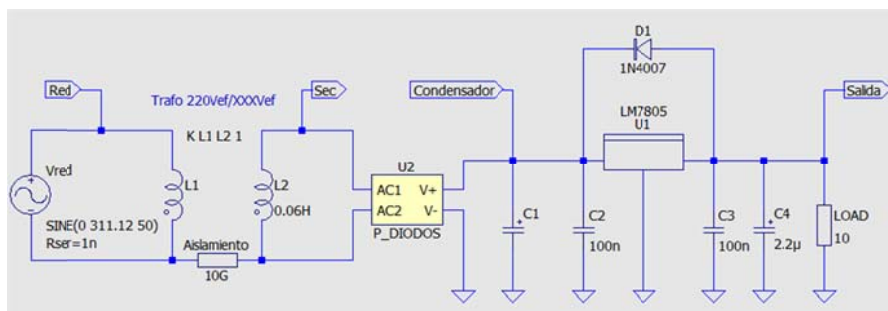 D1
1N4007
Red
Trafo 220Vef/XXXVef
Sec
Condensador
LM7805
U1
Salida
K L1 L2 1
Vred
L1
L2
0.06H
U2
AC1 V+
AC2 V-
P_DIODOS
SINE(0 311.12 50)
Rser=1n
Aislamiento
10G
C1
C2
100n
C3
100n
C4
2.2µ
LOAD
10